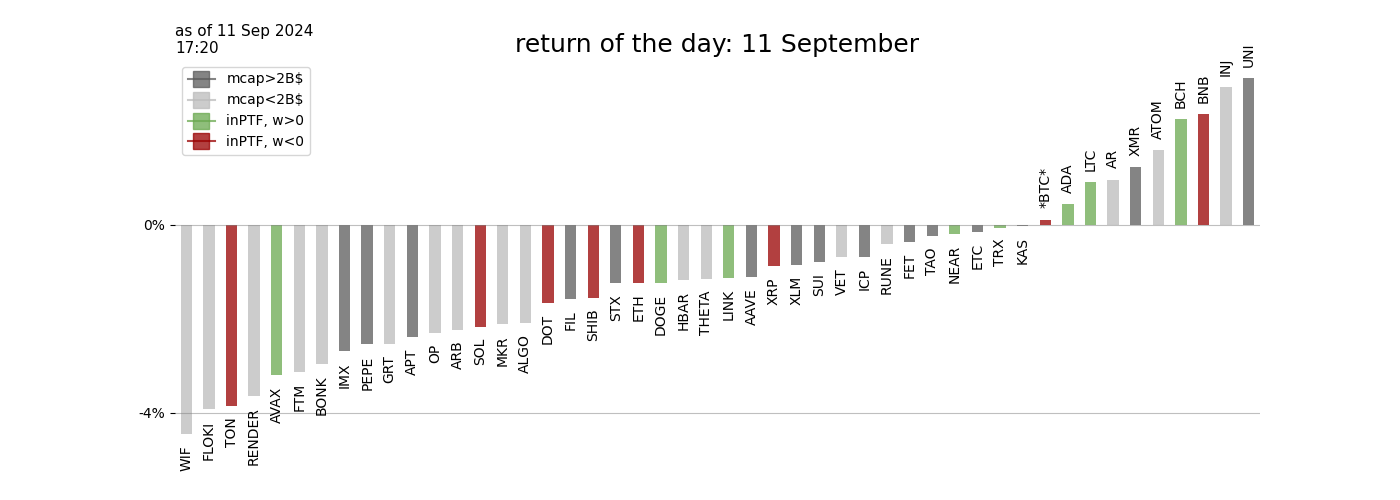 as of 11 Sep 2024
17:20
return of the day: 11 September
mcap>2B$
mcap<2B$
inPTF, w>0
inPTF, w<0
0%
-4%
WIF
FLOKI
TON
RENDER
AVAX
FTM
BONK
IMX
PEPE
GRT
APT
OP
ARB
SOL
MKR
ALGO
DOT
FIL
SHIB
STX
ETH
DOGE
HBAR
THETA
LINK
AAVE
XRP
XLM
SUI
VET
ICP
RUNE
FET
TAO
NEAR
ETC
TRX
KAS
*BTC*
ADA
LTC
AR
XMR
ATOM
BCH
BNB
INJ
UNI